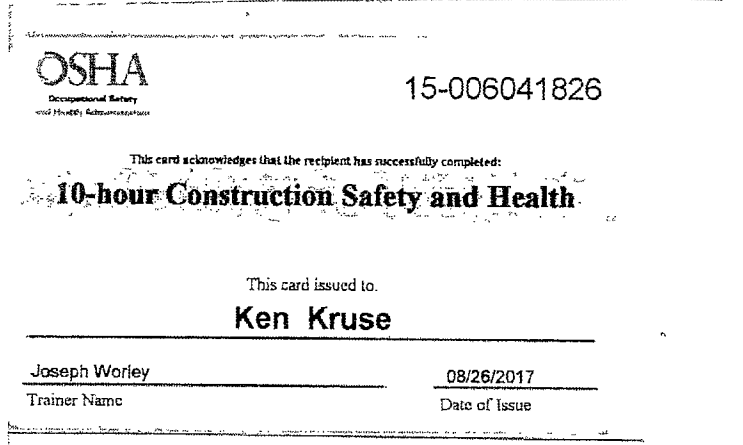 OSHA
Occupational Safety
and Health Administration
15-006041826
This card acknowledges that the recipient has successfully completed:
10-hour Construction Safety and Health
This card issued to.
Ken Kruse
Joseph Worley
08/26/2017
Trainer Name
Date of Issue